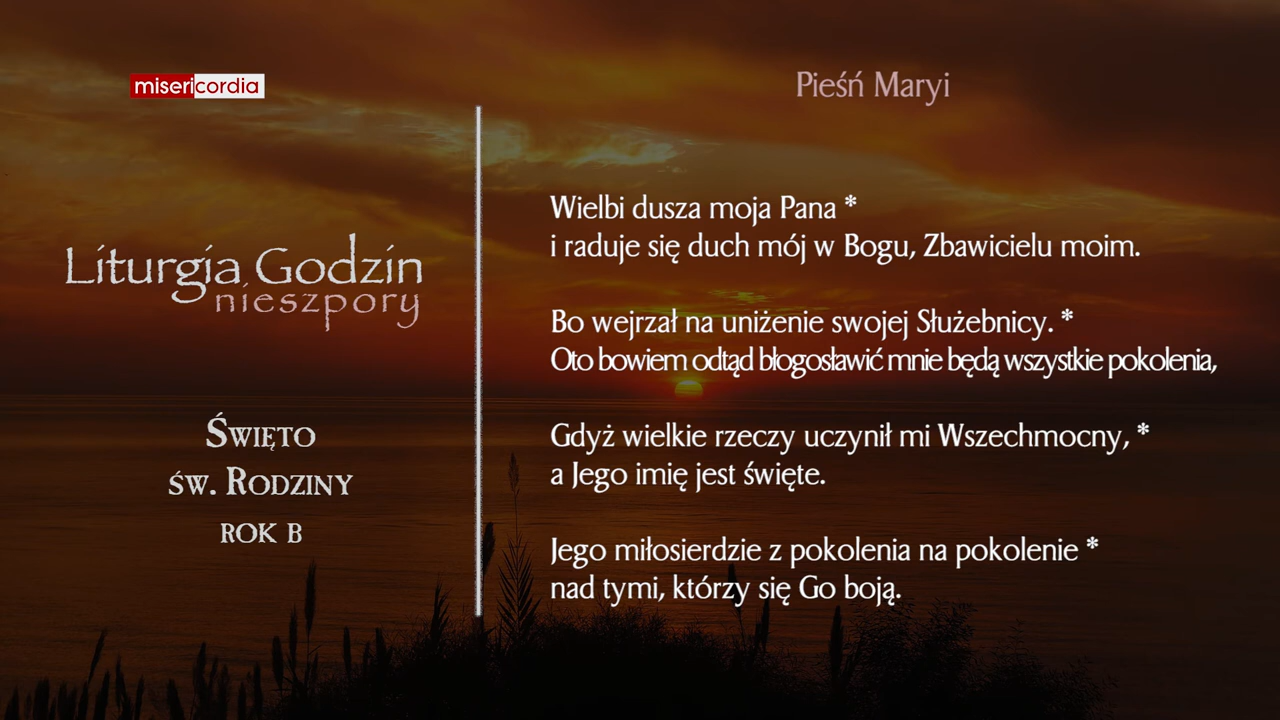 misericordia
Liturgia Godzin
nieszpory
Święto
św. Rodziny
rok B
Pieśń Maryi
Wielbi dusza moja Pana *
i raduje się duch mój w Bogu, Zbawicielu moim.
Bo wejrzał na uniżenie swojej Służebnicy. *
Oto bowiem odtąd błogosławić mnie będą wszystkie pokolenia,
Gdyż wielkie rzeczy uczynił mi Wszechmocny, *
a Jego imię jest święte.
Jego miłosierdzie z pokolenia na pokolenie *
nad tymi, którzy się Go boją.